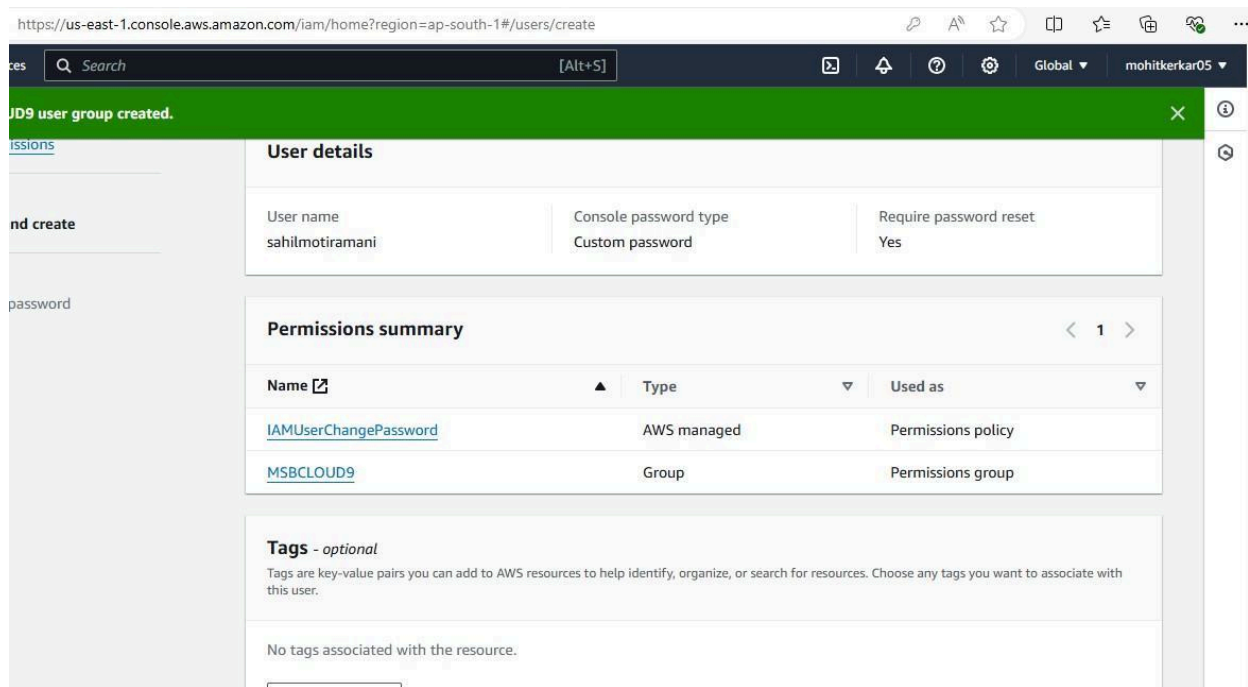 https://us-east-1.console.aws.amazon.com/iam/home?region=ap-south-1#/users/create
ces Search [Alt+S] Global mohitkerkar05
UD9 user group created.
issions
User details
nd create
User name Console password type Require password reset
sahilmotiramani Custom password Yes
password
Permissions summary
1
Name Type Used as
IAMUserChangePassword AWS managed Permissions policy
MSBCLOUD9 Group Permissions group
Tags - optional
Tags are key-value pairs you can add to AWS resources to help identify, organize, or search for resources. Choose any tags you want to associate with
this user.
No tags associated with the resource.